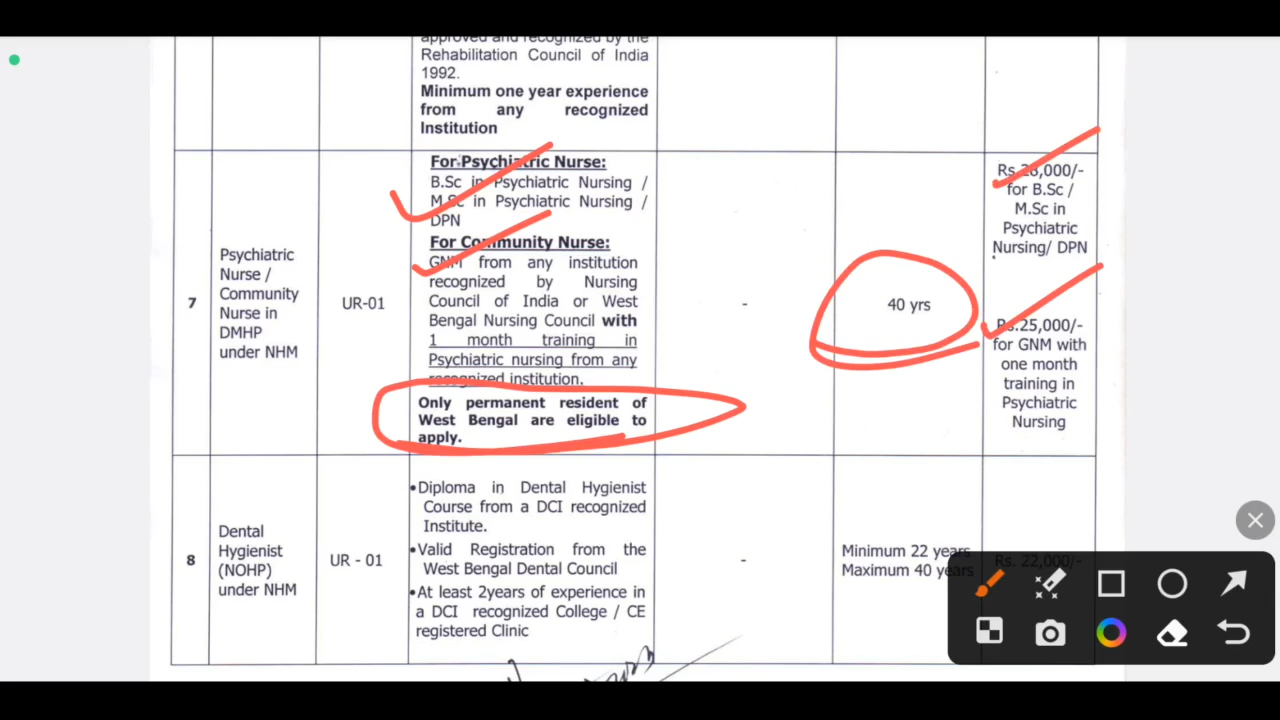 approved and recognized by the
Rehabilitation Council of India
1992.
Minimum one year experience
from any recognized
Institution
7
Psychiatric
Nurse /
Community
Nurse in
DMHP
under NHM
UR-01
For Psychiatric Nurse:
B.Sc in Psychiatric Nursing /
M.Sc in Psychiatric Nursing /
DPN
For Community Nurse:
GNM from any institution
recognized by Nursing
Council of India or West
Bengal Nursing Council with
1 month training in
Psychiatric nursing from any
recognized institution.
Only permanent resident of
West Bengal are eligible to
apply.
-
40 yrs
Rs.28,000/-
for B.Sc /
M.Sc in
Psychiatric
Nursing/ DPN
Rs.25,000/-
for GNM with
one month
training in
Psychiatric
Nursing
8
Dental
Hygienist
(NOHP)
under NHM
UR - 01
•Diploma in Dental Hygienist
Course from a DCI recognized
Institute.
•Valid Registration from the
West Bengal Dental Council
•At least 2years of experience in
a DCI recognized College / CE
registered Clinic
-
Minimum 22 years
Maximum 40 years
Rs. 22,000/-